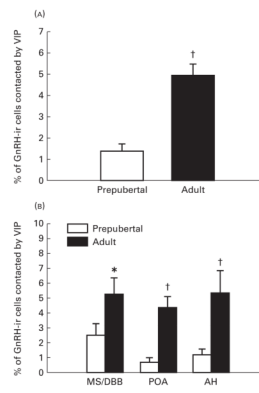 (A)
% of GnRH-ir cells contacted by VIP
7
6
5
4
3
2
1
0
†
Prepubertal Adult
(B)
% of GnRH-ir cells contacted by VIP
10
9
8
7
6
5
4
3
2
1
0
Prepubertal
Adult
* † †
MS/DBB POA AH